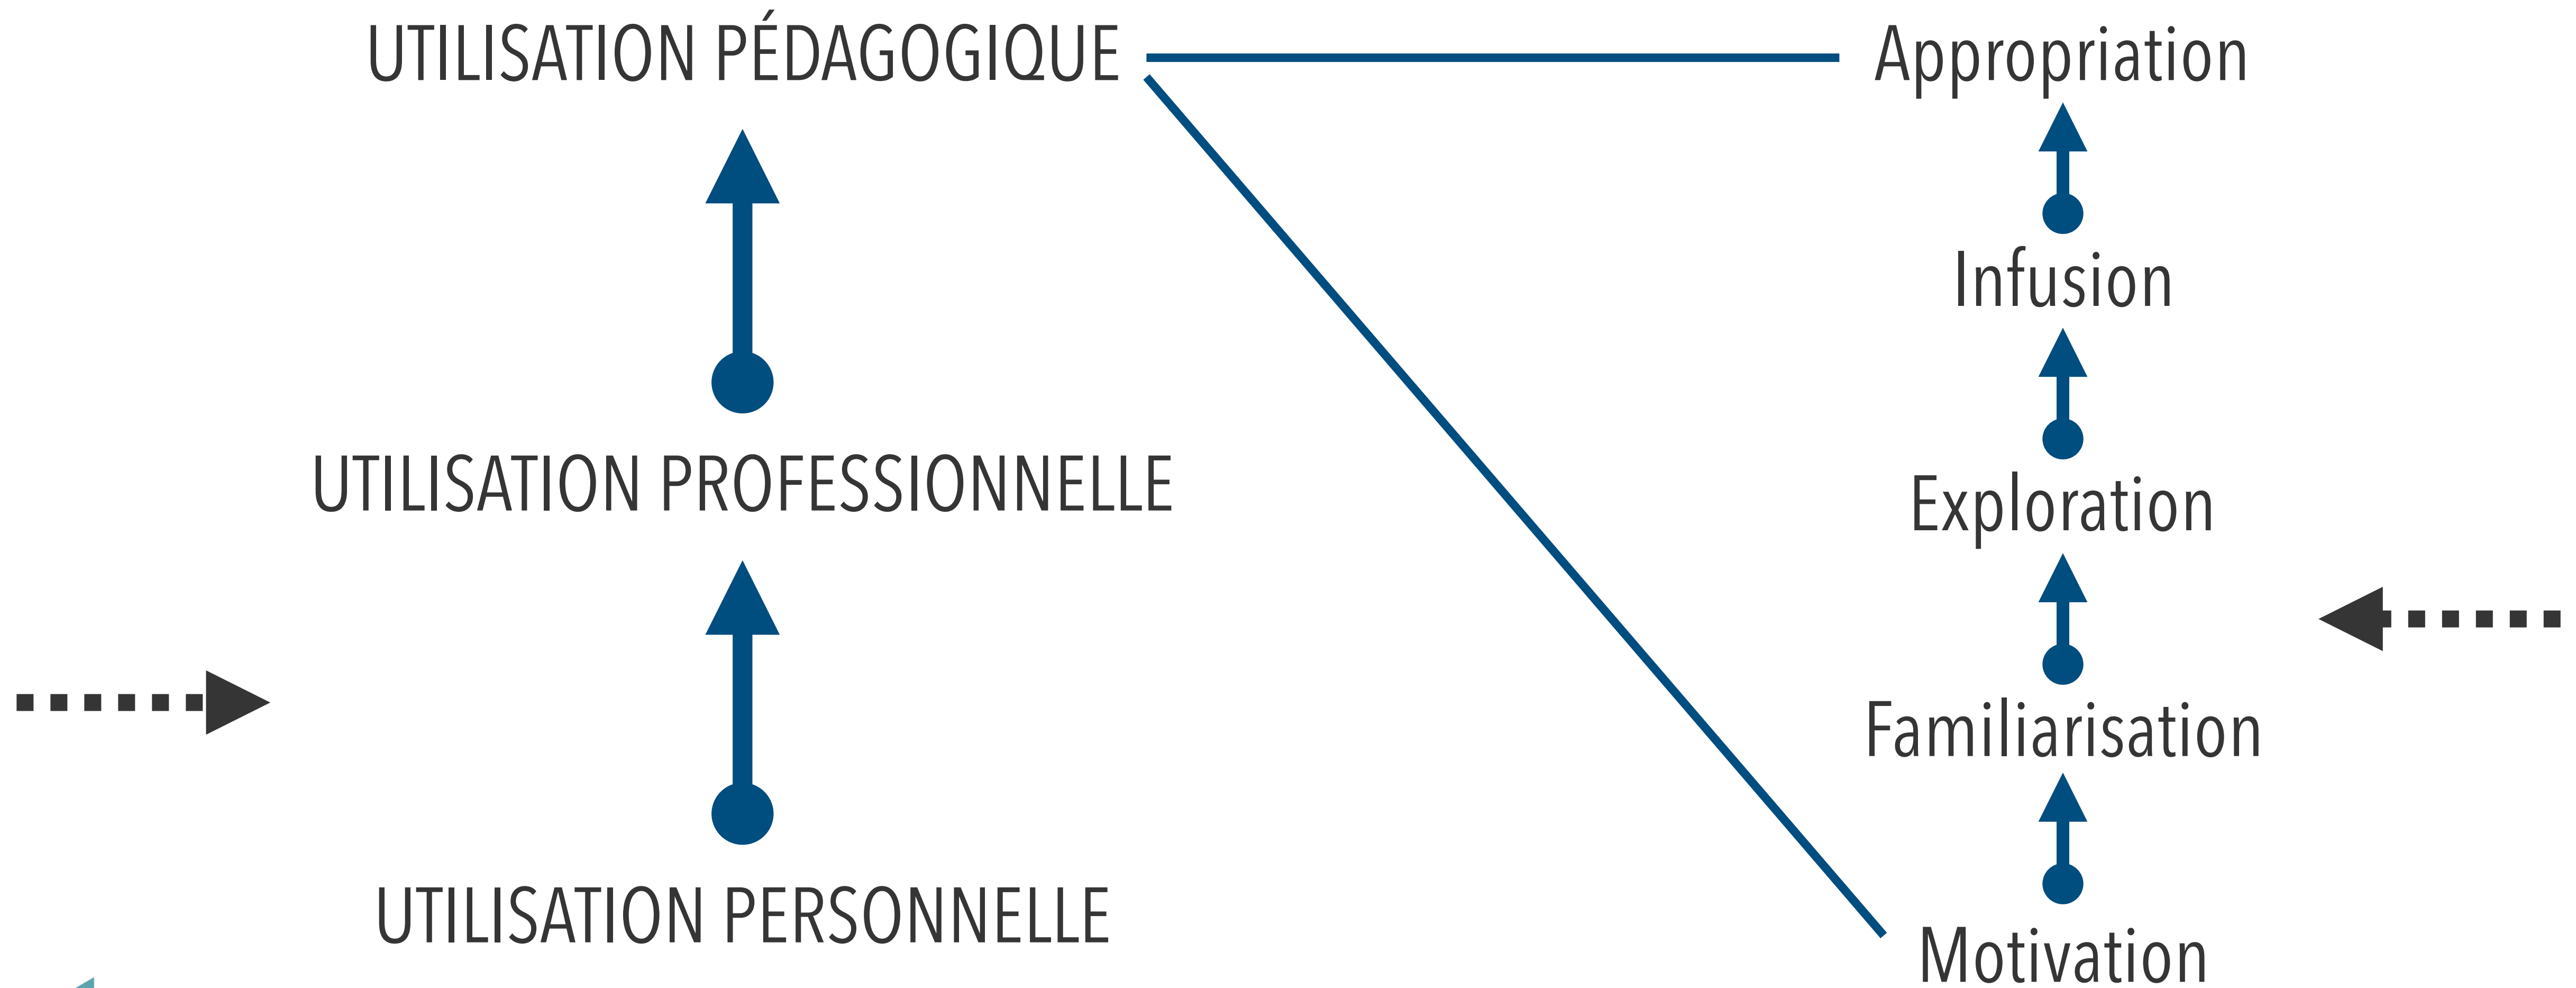 UTILISATION PÉDAGOGIQUE
UTILISATION PROFESSIONNELLE
UTILISATION PERSONNELLE
Appropriation
Infusion
Exploration
Familiarisation
Motivation